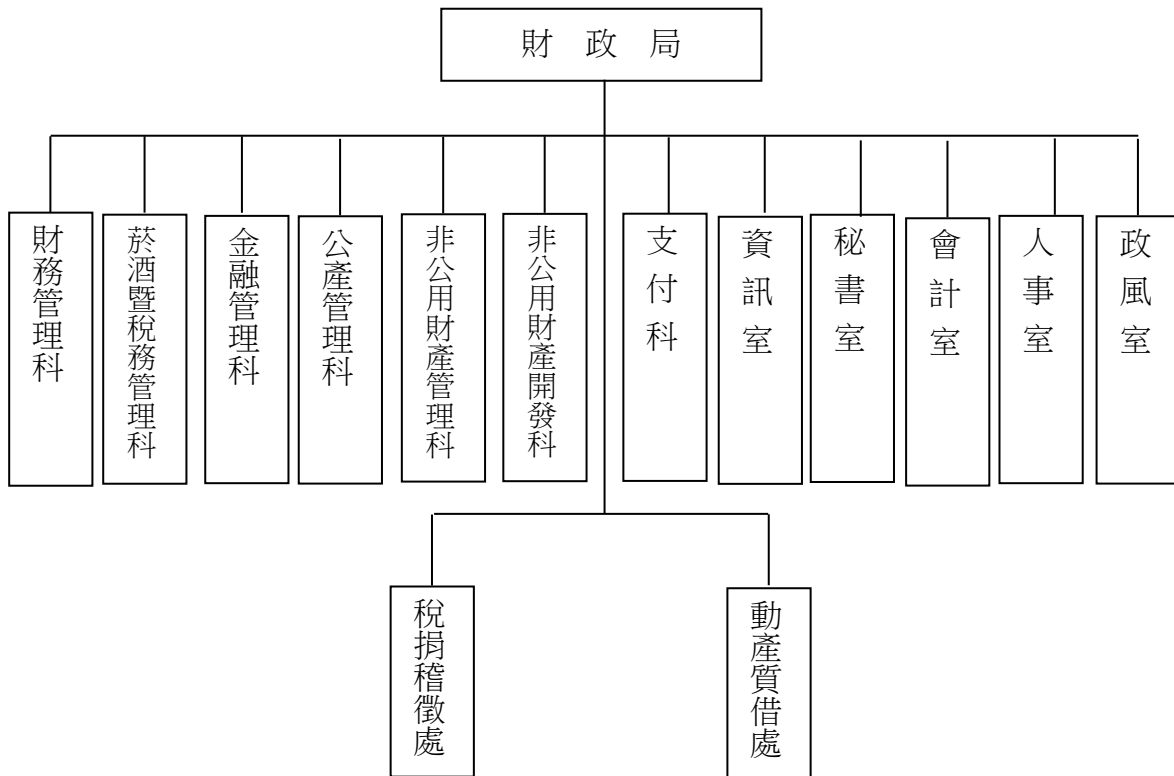 財 政 局
財務管理科
菸酒暨稅務管理科
金融管理科
公產管理科
非公用財產管理科
非公用財產開發科
支付科
資訊室
秘書室
會計室
人事室
政風室
稅捐稽徵處
動產質借處